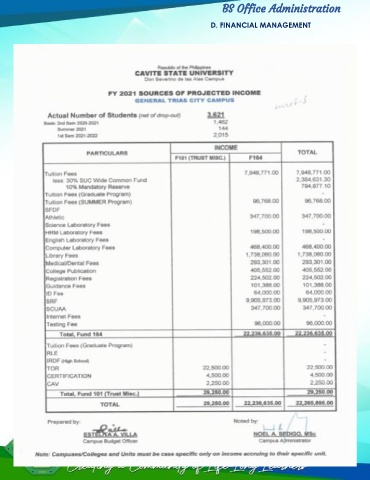 BS Office Administration
D. FINANCIAL MANAGEMENT
Republic of the Philippines
CAVITE STATE UNIVERSITY
Don Severino de las Alas Campus
FY 2021 SOURCES OF PROJECTED INCOME
GENERAL TRIAS CITY CAMPUS
Actual Number of Students (net of drop-out) 3,621
Basis: 2nd Sem 2020-2021 1,462
Summer 2021 144
1st Sem 2021-2022 2,015
PARTICULARS INCOME TOTAL
F101 (TRUST MISC.) F164
Tuition Fees 7,948,771.00 7,948,771.00
less: 30% SUC Wide Common Fund 2,384,631.30
10% Mandatory Reserve 794,877.10
Tuition Fees (Graduate Program) -
Tuition Fees (SUMMER Program) 96,768.00 96,768.00
SFDF -
Athletic 347,700.00 347,700.00
Science Laboratory Fees -
HRM Laboratory Fees 198,500.00 198,500.00
English Laboratory Fees -
Computer Laboratory Fees 468,400.00 468,400.00
Library Fees 1,738,080.00 1,738,080.00
Medical/Dental Fees 293,301.00 293,301.00
College Publication 405,552.00 405,552.00
Registration Fees 224,502.00 224,502.00
Guidance Fees 101,388.00 101,388.00
ID Fee 64,000.00 64,000.00
SRF 9,905,973.00 9,905,973.00
SCUAA 347,700.00 347,700.00
Internet Fees -
Testing Fee 96,000.00 96,000.00
Total, Fund 164 22,236,635.00 22,236,635.00
Tuition Fees (Graduate Program) -
RLE -
IRDF (High School) -
TOR 22,500.00 22,500.00
CERTIFICATION 4,500.00 4,500.00
CAV 2,250.00 2,250.00
Total, Fund 101 (Trust Misc.) 29,250.00 29,250.00
TOTAL 29,250.00 22,236,635.00 22,265,885.00
Prepared by: Noted by:
ESTELITA A. VILLA NOEL A. SEDIGO, MSc
Campus Budget Officer Campus Administrator
Note: Campuses/Colleges and Units must be case specific only on income accruing to their specific unit.
Creating a Community of Life Long Learners